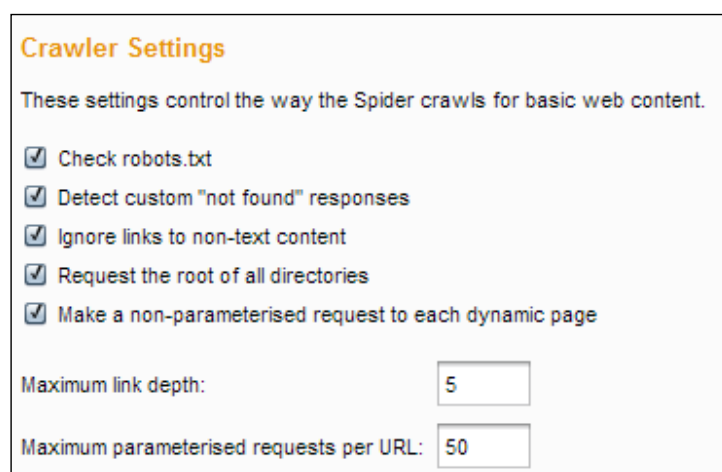 Crawler Settings
These settings control the way the Spider crawls for basic web content.
Check robots.txt
Detect custom "not found" responses
Ignore links to non-text content
Request the root of all directories
Make a non-parameterised request to each dynamic page
Maximum link depth: 5
Maximum parameterised requests per URL: 50